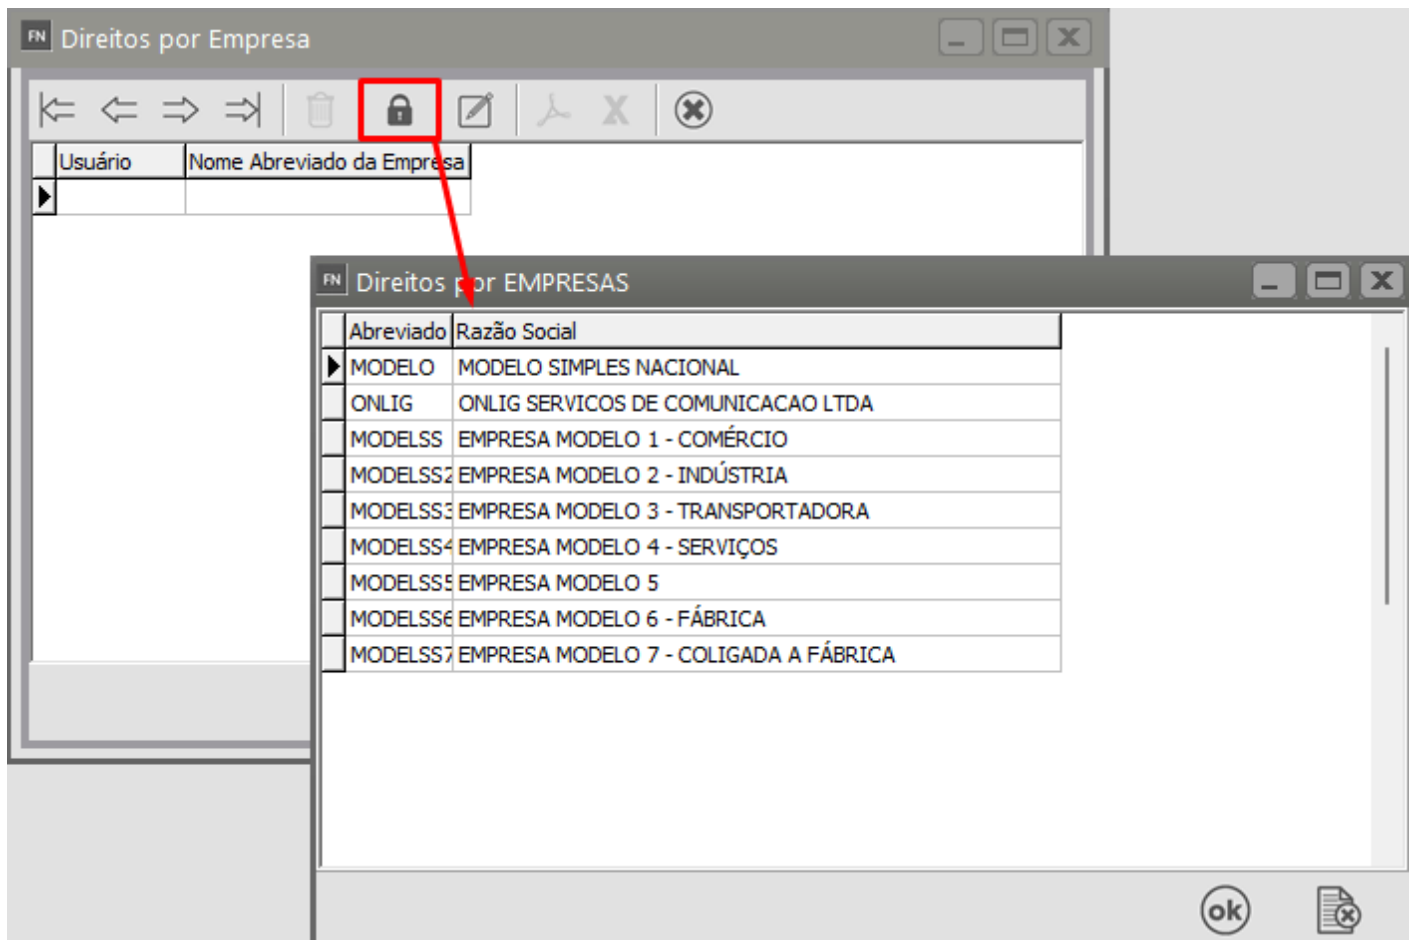 FN Direitos por Empresa
Usuário Nome Abreviado da Empresa
FN Direitos por EMPRESAS
Abreviado Razão Social
MODELO MODELO SIMPLES NACIONAL
ONLIG ONLIG SERVICOS DE COMUNICACAO LTDA
MODELSS EMPRESA MODELO 1 - COMÉRCIO
MODELSS2 EMPRESA MODELO 2 - INDÚSTRIA
MODELSS3 EMPRESA MODELO 3 - TRANSPORTADORA
MODELSS4 EMPRESA MODELO 4 - SERVIÇOS
MODELSS5 EMPRESA MODELO 5
MODELSS6 EMPRESA MODELO 6 - FÁBRICA
MODELSS7 EMPRESA MODELO 7 - COLIGADA A FÁBRICA
ok